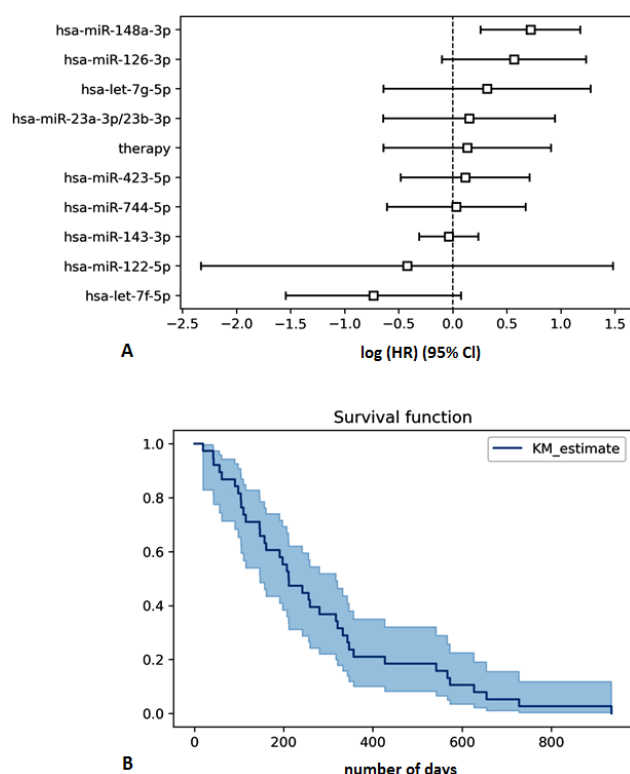 hsa-miR-148a-3p
hsa-miR-126-3p
hsa-let-7g-5p
hsa-miR-23a-3p/23b-3p
therapy
hsa-miR-423-5p
hsa-miR-744-5p
hsa-miR-143-3p
hsa-miR-122-5p
hsa-let-7f-5p
−2.5 −2.0 −1.5 −1.0 −0.5 0.0 0.5 1.0 1.5
A log (HR) (95% CI)
Survival function
KM_estimate
1.0
0.8
0.6
0.4
0.2
0.0
0 200 400 600 800
B number of days